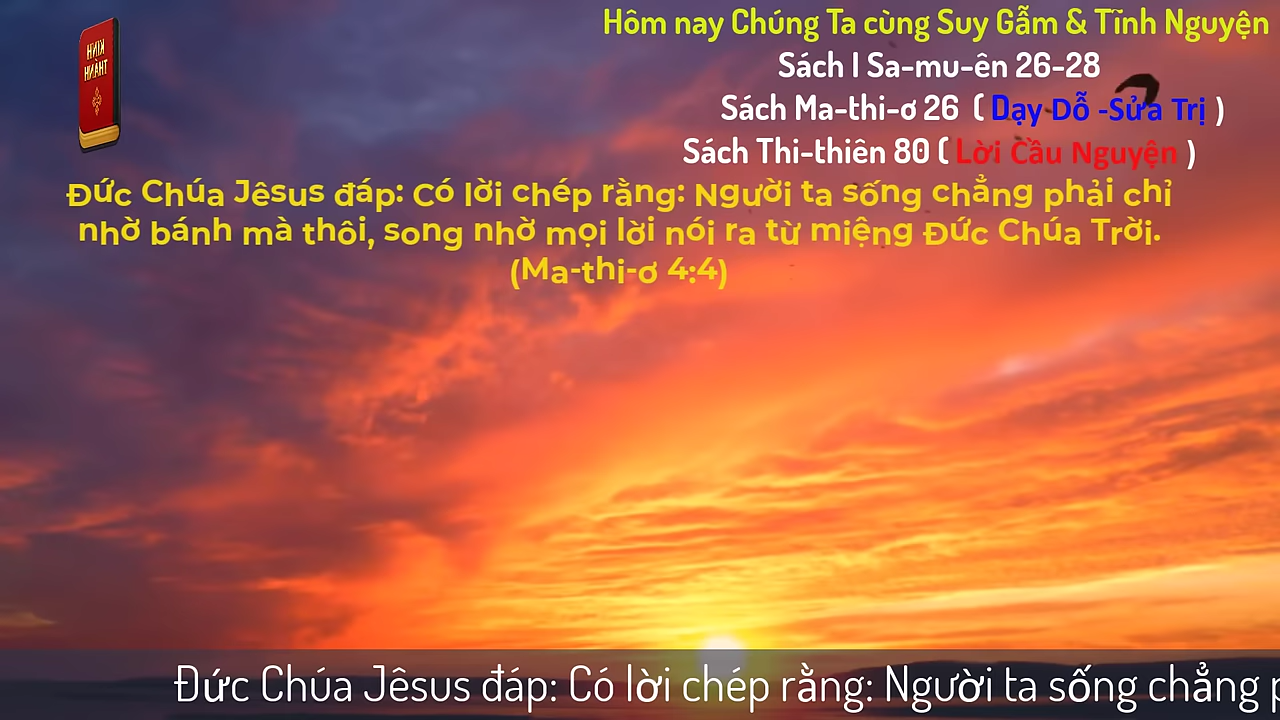 KINH
THANH
Hôm nay Chúng Ta cùng Suy Gẫm & Tĩnh Nguyện
Sách I Sa-mu-ên 26-28
Sách Ma-thi-ơ 26 ( Dạy Đỗ -Sửa Trị )
Sách Thi-thiên 80 ( Lời Cầu Nguyện )
Đức Chúa Jêsus đáp: Có lời chép rằng: Người ta sống chẳng phải chỉ
nhờ bánh mà thôi, song nhờ mọi lời nói ra từ miệng Đức Chúa Trời.
(Ma-thi-ơ 4:4)
Đức Chúa Jêsus đáp: Có lời chép rằng: Người ta sống chẳng p